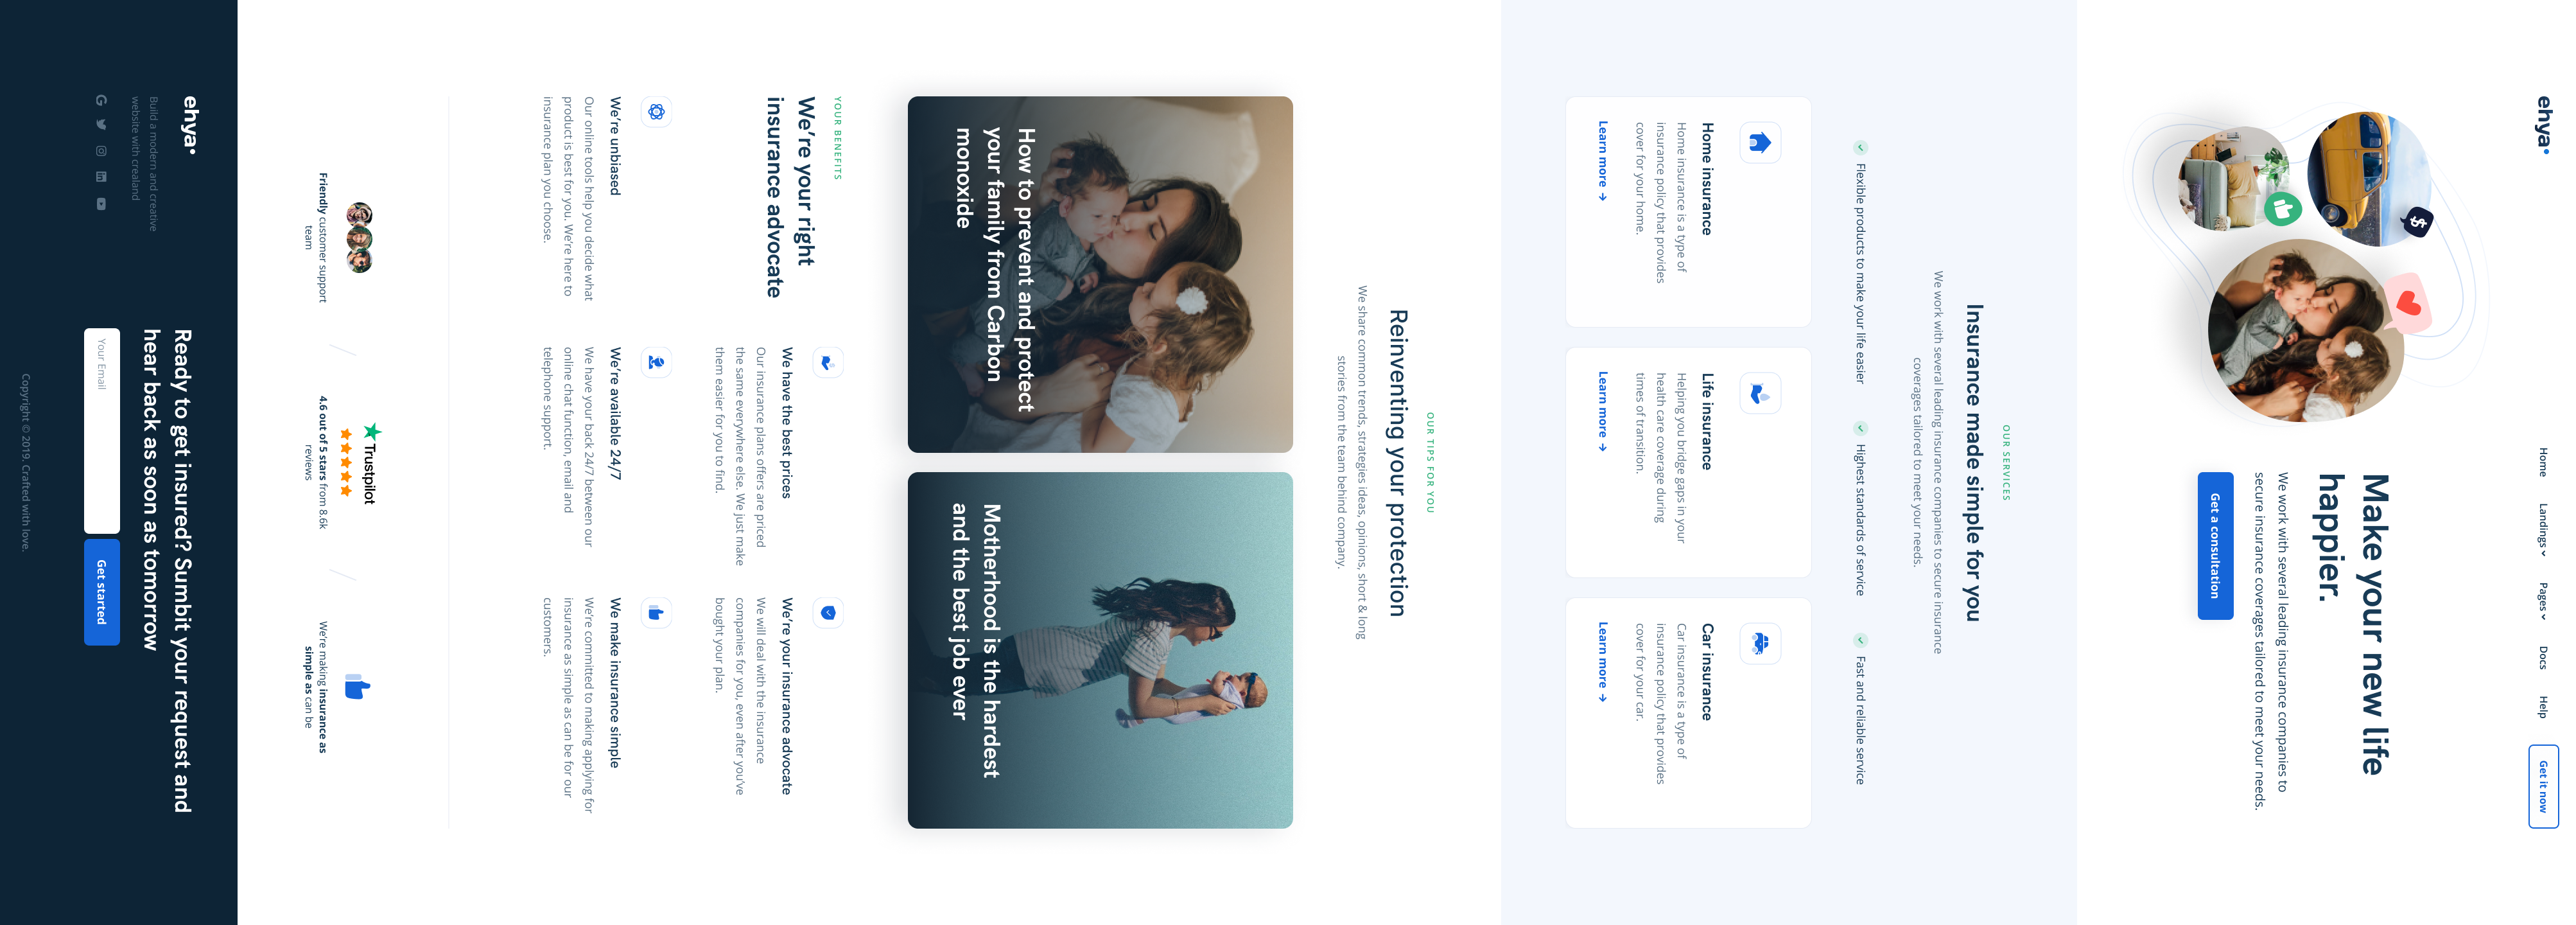 ehya
Home
Landings
Pages
Docs
Help
Get it now
Make your new life
happier.
We work with several leading insurance companies to
secure insurance coverages tailored to meet your needs.
Get a consultation
$
OUR SERVICES
Insurance made simple for you
We work with several leading insurance companies to secure insurance
coverages tailored to meet your needs.
Flexible products to make your life easier
Highest standards of service
Fast and reliable service
Home insurance
Home insurance is a type of
insurance policy that provides
cover for your home.
Learn more →
Life insurance
Helping you bridge gaps in your
health care coverage during
times of transition.
Learn more →
Car insurance
Car insurance is a type of
insurance policy that provides
cover for your car.
Learn more →
OUR TIPS FOR YOU
Reinventing your protection
We share common trends, strategies ideas, opinions, short & long
stories from the team behind company.
How to prevent and protect
your family from Carbon
monoxide
Motherhood is the hardest
and the best job ever
YOUR BENEFITS
We're right
insurance advocate
We have the best prices
Our insurance plans offers are priced
the same everywhere else. We just make
them easier for you to find.
We're your insurance advocate
We will deal with the insurance
companies for you, even after you've
bought your plan.
We're unbiased
Our online tools help you decide what
product is best for you. We're here to
insurance plan you choose.
We're available 24/7
We have your back 24/7 between our
online chat function, email and
telephone support.
We make insurance simple
We're committed to making applying for
insurance as simple as can be for our
customers.
Friendly customer support
team
Trustpilot
4.6 out of 5 stars from 8.6k
reviews
We're making insurance as
simple as can be
ehya
Build a modern and creative
website with crealand
Ready to get insured? Sumbit your request and
hear back as soon as tomorrow
Your Email
Get started
Copyright © 2019. Crafted with love.